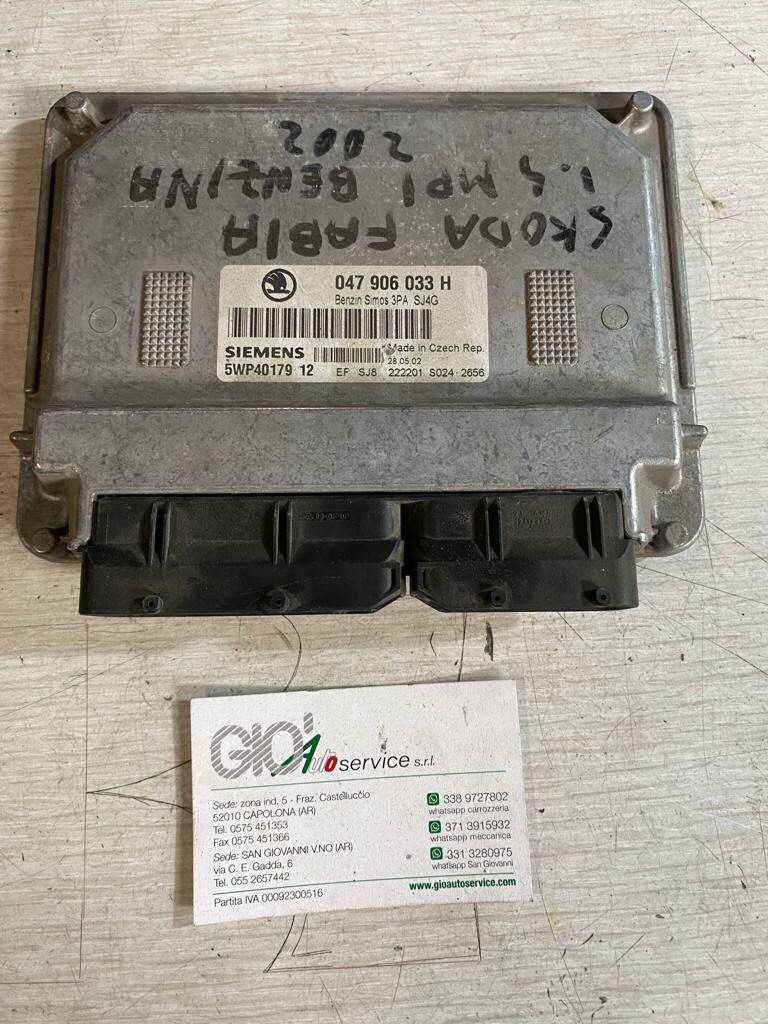 SKODA FABIA
1.4 MPI BENZINA
2002
047 906 033 H
Benzin Simos 3PA SJ4G
SIEMENS
Made in Czech Rep.
28.05.02
5WP40179 12
EF SJ8 222201 S024 2656
GIO' Auto service s.r.l.
Sede: zona ind. 5 - Fraz. Castelluccio
52010 CAPOLONA (AR)
Tel. 0575 451353
Fax 0575 451366
Sede: SAN GIOVANNI V.NO (AR)
via C. E. Gadda, 6
Tel. 055 2657442
Partita IVA 00092300516
338 9727802
whatsapp carrozzeria
371 3915932
whatsapp meccanica
331 3280975
whatsapp San Giovanni
www.gioautoservice.com